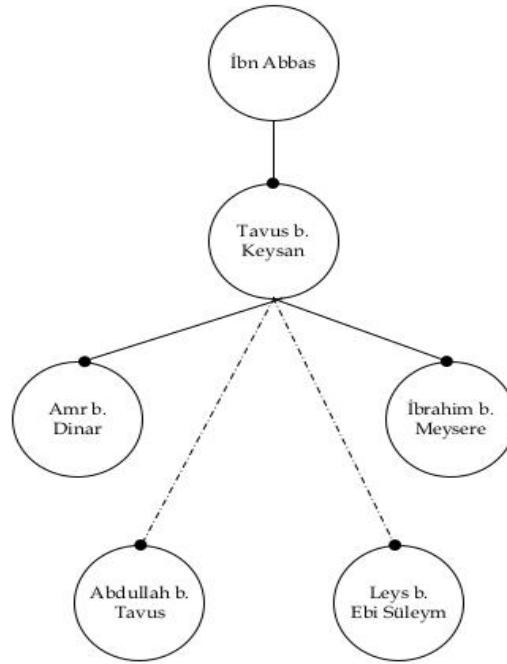 İbn Abbas
Tavus b.
Keysan
Amr b.
Dinar
İbrahim b.
Meysere
Abdullah b.
Tavus
Leys b.
Ebi Süleym